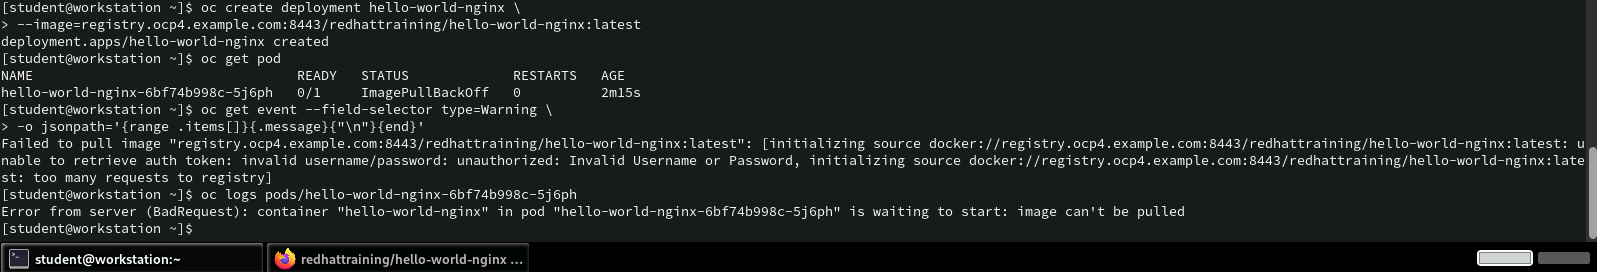 [student@workstation ~]$ oc create deployment hello-world-nginx \
> --image=registry.ocp4.example.com:8443/redhattraining/hello-world-nginx:latest
deployment.apps/hello-world-nginx created
[student@workstation ~]$ oc get pod
NAME                                 READY   STATUS             RESTARTS   AGE
hello-world-nginx-6bf74b998c-5j6ph   0/1     ImagePullBackOff   0          2m15s
[student@workstation ~]$ oc get event --field-selector type=Warning \
> -o jsonpath='{range .items[]}{.message}{"\n"}{end}'
Failed to pull image "registry.ocp4.example.com:8443/redhattraining/hello-world-nginx:latest": [initializing source docker://registry.ocp4.example.com:8443/redhattraining/hello-world-nginx:latest: u
nable to retrieve auth token: invalid username/password: unauthorized: Invalid Username or Password, initializing source docker://registry.ocp4.example.com:8443/redhattraining/hello-world-nginx:late
st: too many requests to registry]
[student@workstation ~]$ oc logs pods/hello-world-nginx-6bf74b998c-5j6ph
Error from server (BadRequest): container "hello-world-nginx" in pod "hello-world-nginx-6bf74b998c-5j6ph" is waiting to start: image can't be pulled
[student@workstation ~]$
student@workstation:~ redhattraining/hello-world-nginx ...